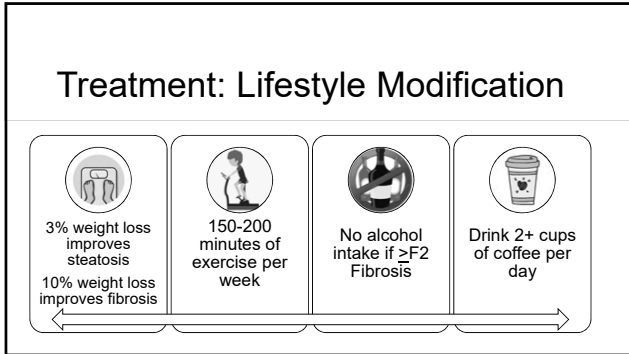 Treatment: Lifestyle Modification
3% weight loss
improves
steatosis
10% weight loss
improves fibrosis
150-200
minutes of
exercise per
week
No alcohol
intake if ≥F2
Fibrosis
Drink 2+ cups
of coffee per
day